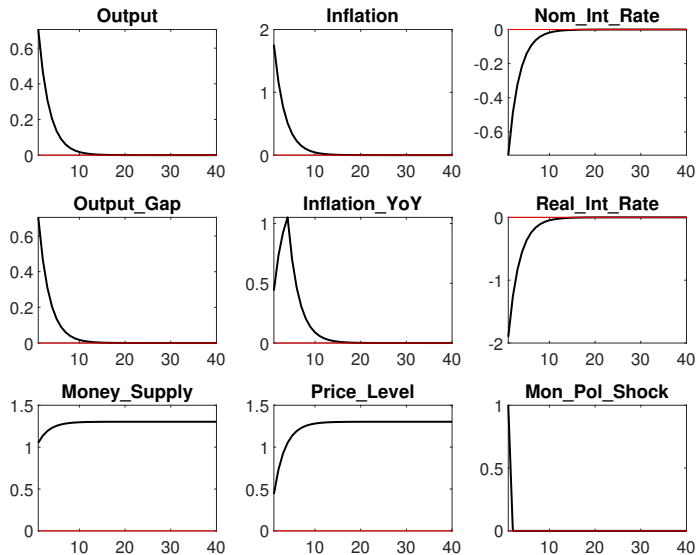 Output Inflation Nom_Int_Rate
0.6 2 0
0.4 1 -0.2
0.2 0 -0.4
0 -0.6
10 20 30 40 10 20 30 40 10 20 30 40
Output_Gap Inflation_YoY Real_Int_Rate
0.6 1 0
0.4 0.5 -1
0.2 0 -2
0
10 20 30 40 10 20 30 40 10 20 30 40
Money_Supply Price_Level Mon_Pol_Shock
1.5 1.5 1
1 1 0.5
0.5 0.5 0
0 0
10 20 30 40 10 20 30 40 10 20 30 40